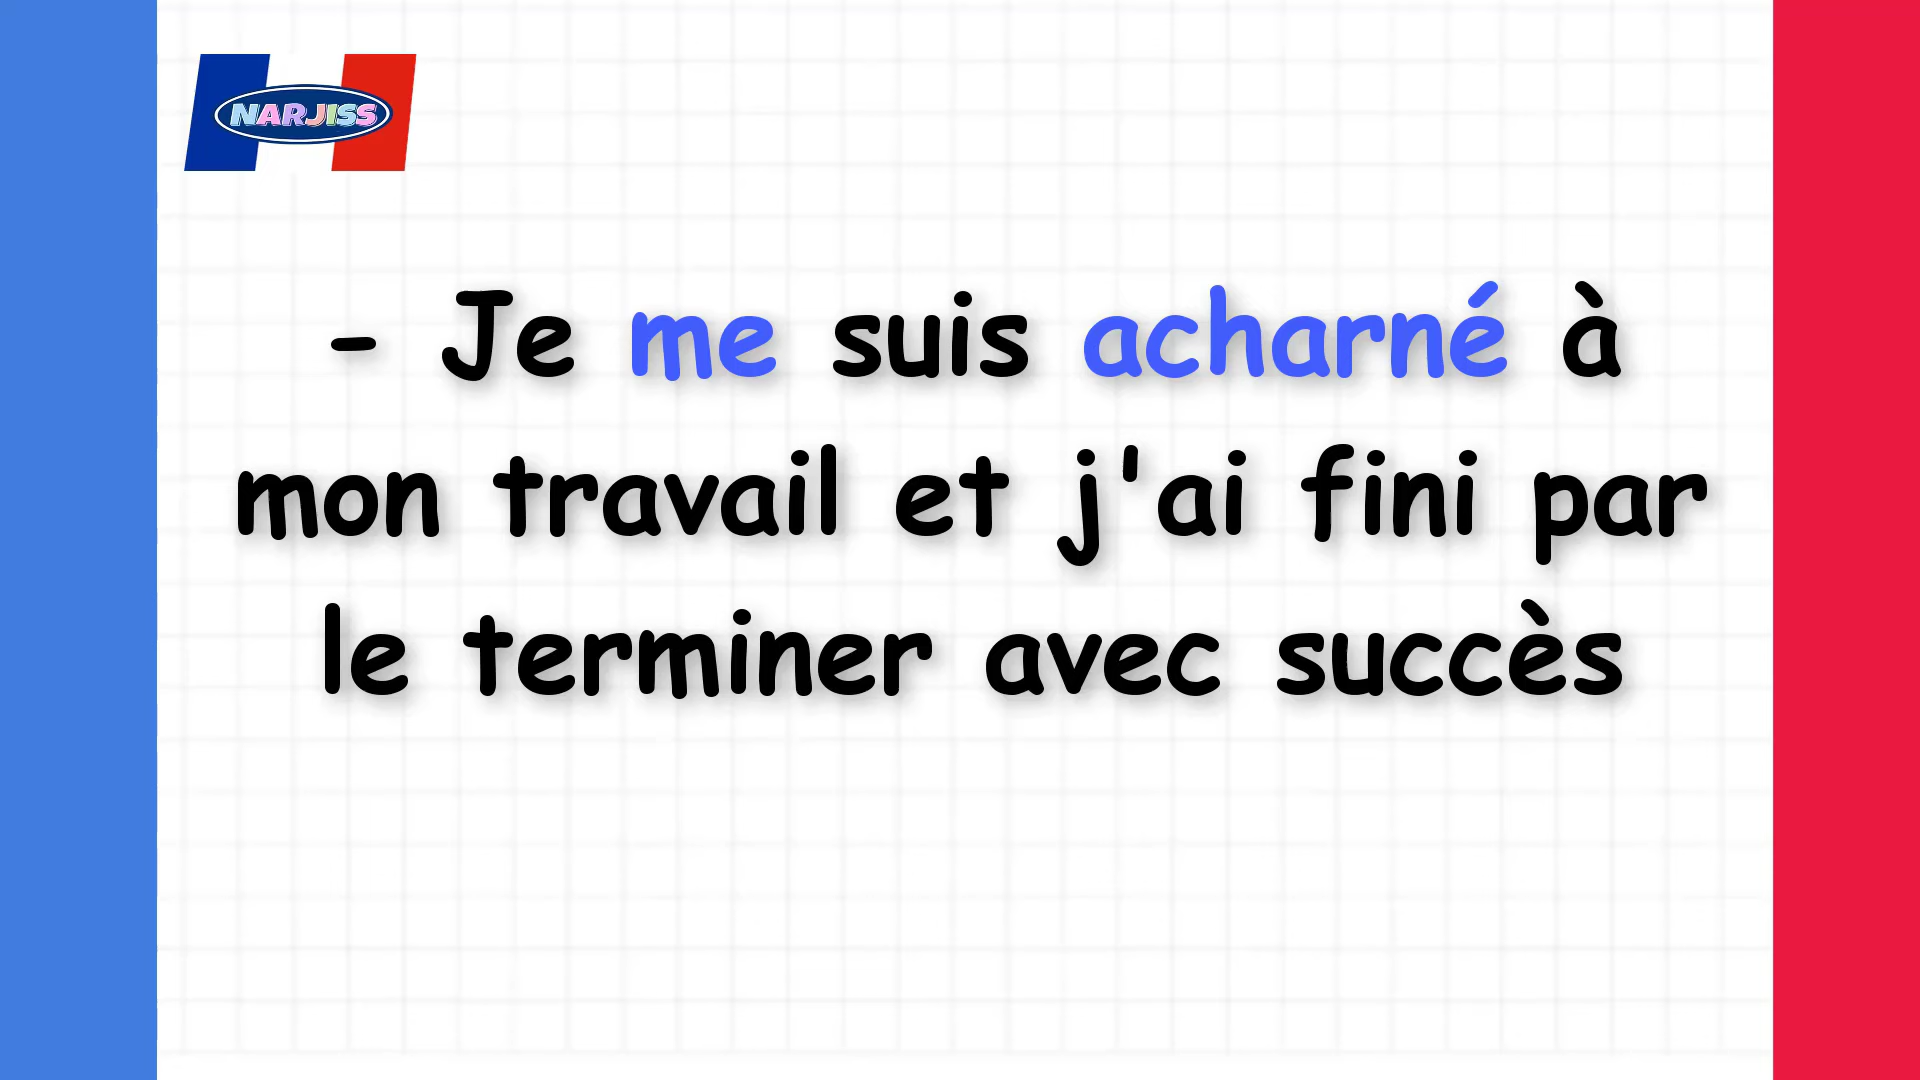 NARJISS
- Je me suis acharné à
mon travail et j'ai fini par
le terminer avec succès